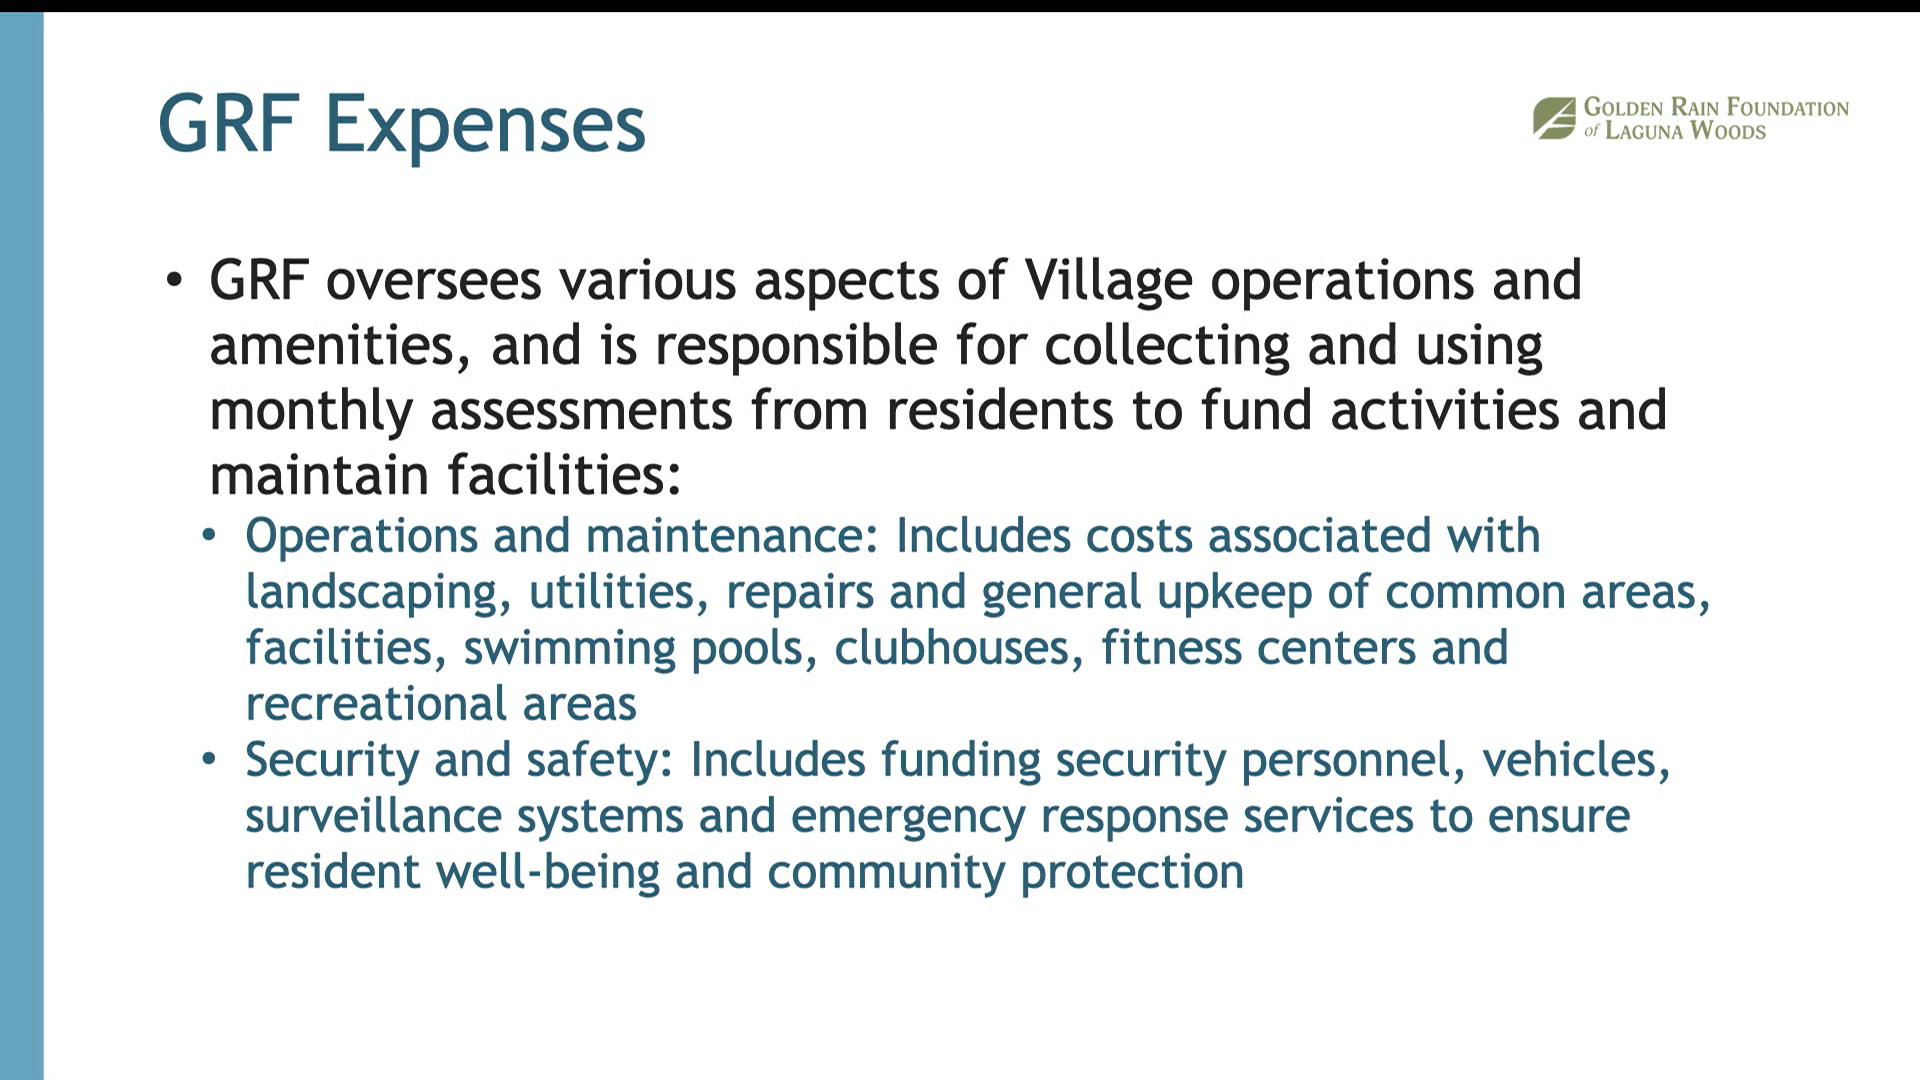 GRF Expenses
GOLDEN RAIN FOUNDATION
of LAGUNA WOODS
• GRF oversees various aspects of Village operations and
amenities, and is responsible for collecting and using
monthly assessments from residents to fund activities and
maintain facilities:
• Operations and maintenance: Includes costs associated with
landscaping, utilities, repairs and general upkeep of common areas,
facilities, swimming pools, clubhouses, fitness centers and
recreational areas
• Security and safety: Includes funding security personnel, vehicles,
surveillance systems and emergency response services to ensure
resident well-being and community protection